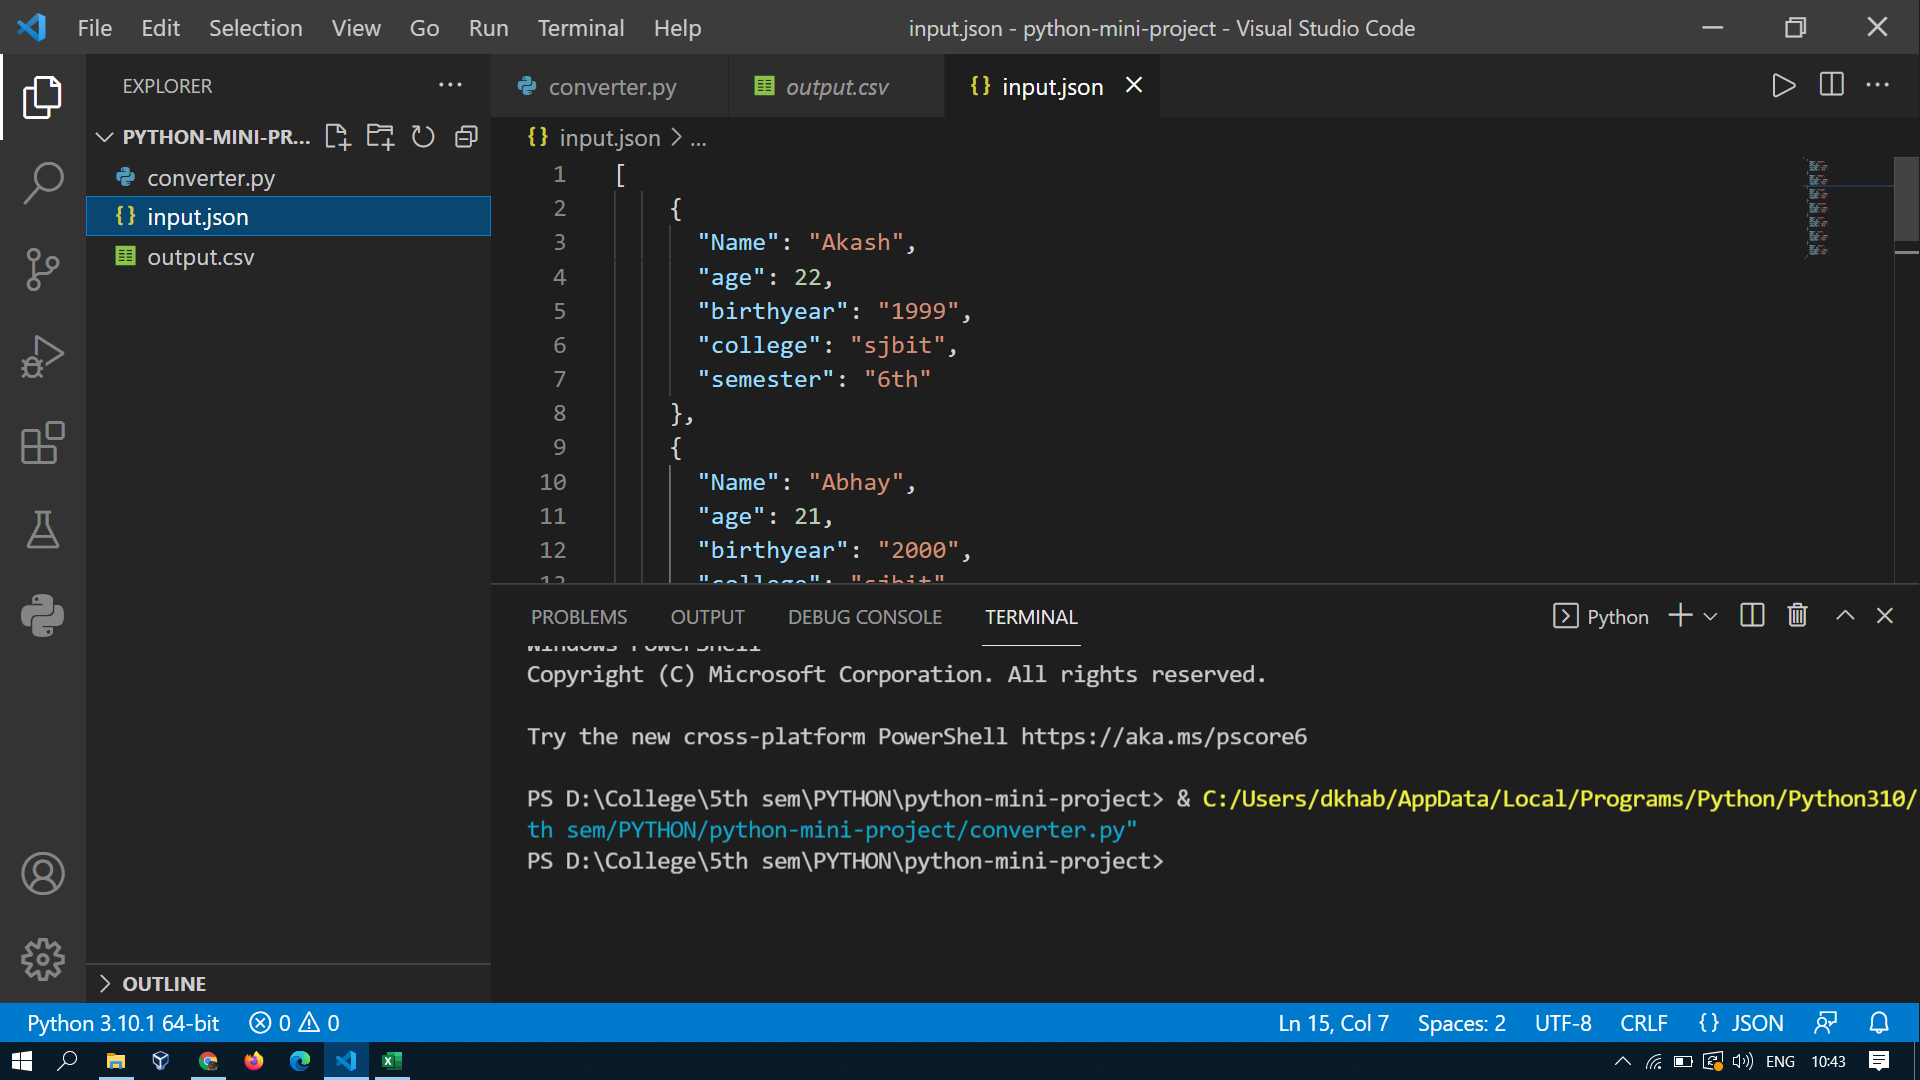 File Edit Selection View Go Run Terminal Help input.json - python-mini-project - Visual Studio Code
EXPLORER
PYTHON-MINI-PR...
converter.py
input.json
output.csv
OUTLINE
converter.py output.csv input.json
{} input.json > ...
1 [
2 {
3 "Name": "Akash",
4 "age": 22,
5 "birthyear": "1999",
6 "college": "sjbit",
7 "semester": "6th"
8 },
9 {
10 "Name": "Abhay",
11 "age": 21,
12 "birthyear": "2000",
13 "college": "sjbit"
PROBLEMS OUTPUT DEBUG CONSOLE TERMINAL Python
Windows PowerShell
Copyright (C) Microsoft Corporation. All rights reserved.
Try the new cross-platform PowerShell https://aka.ms/pscore6
PS D:\College\5th sem\PYTHON\python-mini-project> & C:/Users/dkhab/AppData/Local/Programs/Python/Python310/
th sem/PYTHON/python-mini-project/converter.py"
PS D:\College\5th sem\PYTHON\python-mini-project>
Python 3.10.1 64-bit 0 0 Ln 15, Col 7 Spaces: 2 UTF-8 CRLF {} JSON
ENG 10:43